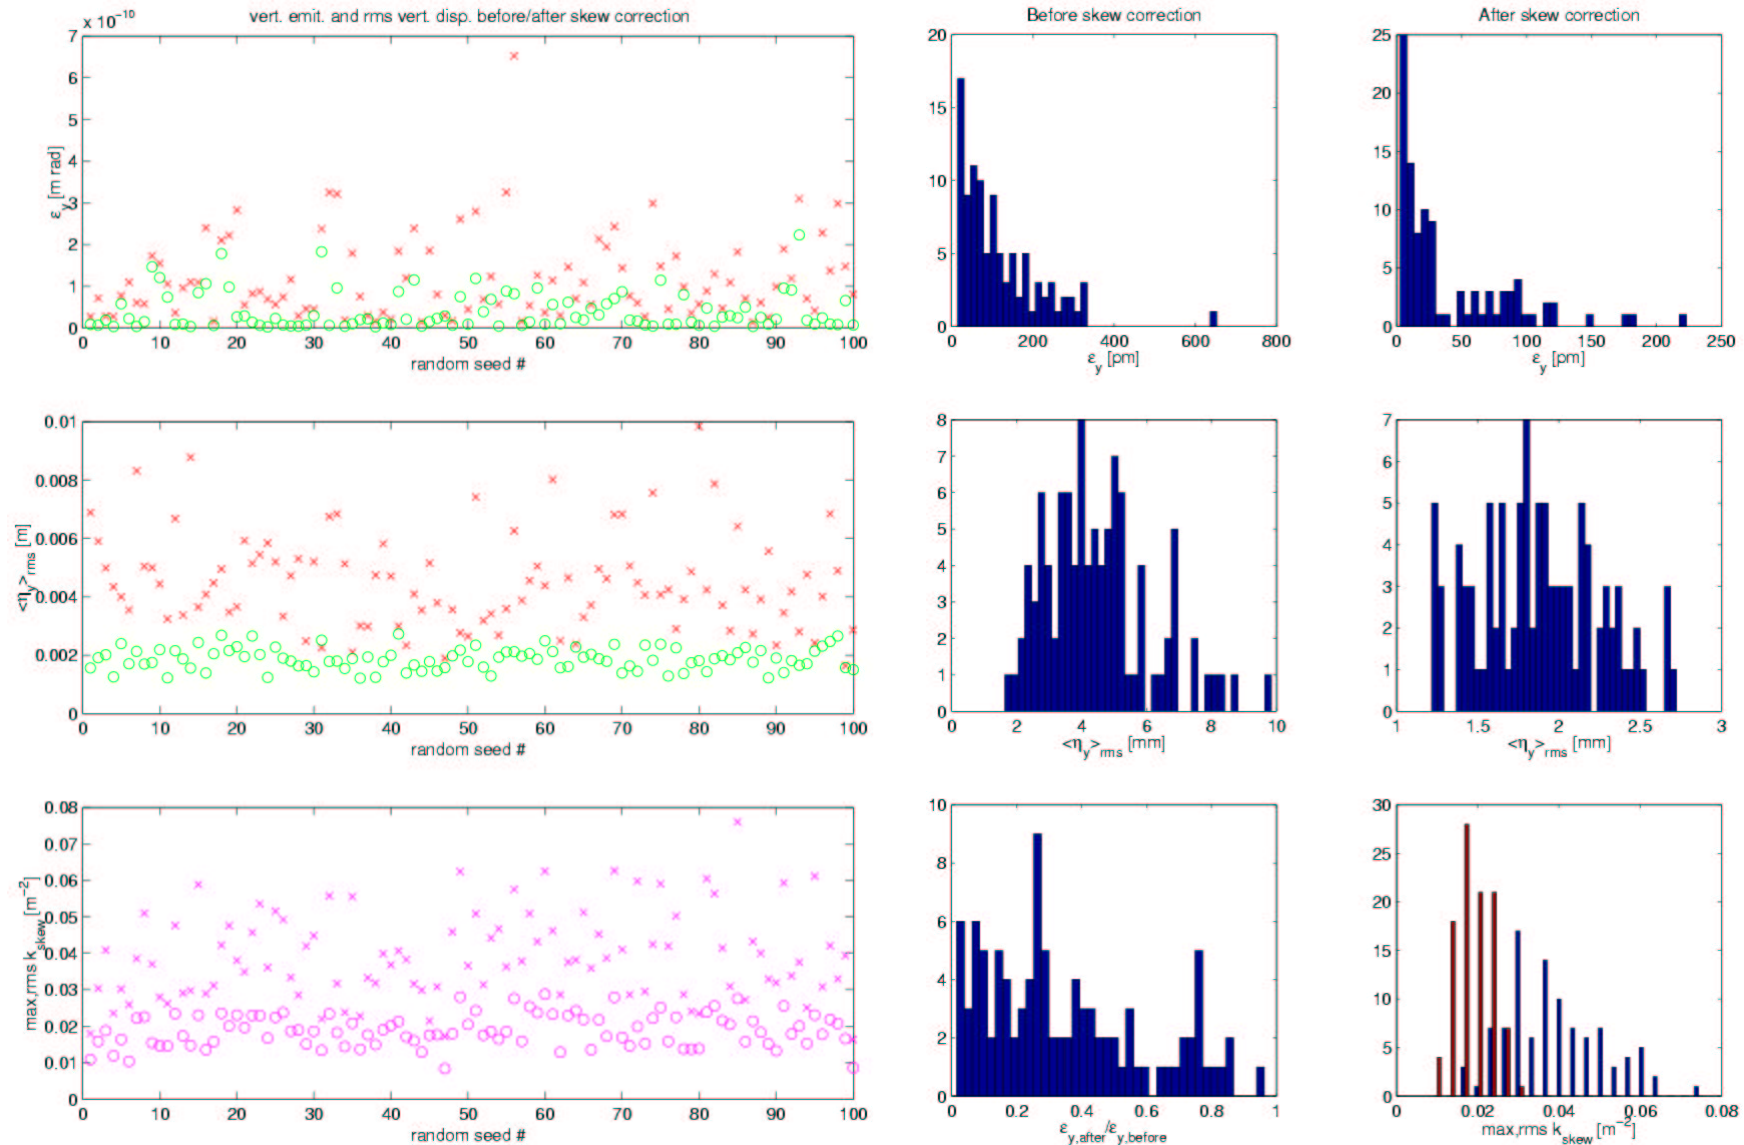 vert. emit. and rms vert. disp. before/after skew correction
x 10^−10
7
6
5
4
3
2
1
0
ε_y [m rad]
0 10 20 30 40 50 60 70 80 90 100
random seed #
Before skew correction
20
15
10
5
0
0 200 400 600 800
ε_y [pm]
After skew correction
25
20
15
10
5
0
0 50 100 150 200 250
ε_y [pm]
0.01
0.008
0.006
0.004
0.002
0
<η_y>_rms [m]
0 10 20 30 40 50 60 70 80 90 100
random seed #
8
7
6
5
4
3
2
1
0
0 2 4 6 8 10
<η_y>_rms [mm]
7
6
5
4
3
2
1
0
1 1.5 2 2.5 3
<η_y>_rms [mm]
0.08
0.07
0.06
0.05
0.04
0.03
0.02
0.01
0
max,rms k_skew [m^−2]
0 10 20 30 40 50 60 70 80 90 100
random seed #
10
8
6
4
2
0
0 0.2 0.4 0.6 0.8 1
ε_y,after/ε_y,before
30
25
20
15
10
5
0
0 0.02 0.04 0.06 0.08
max,rms k_skew [m^−2]